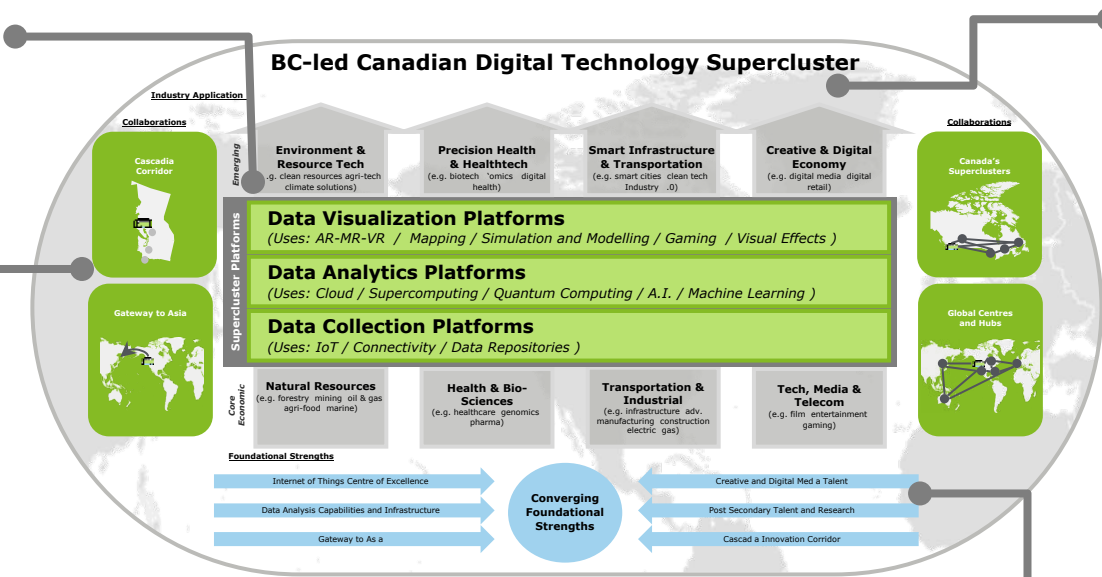 BC-led Canadian Digital Technology Supercluster
Industry Application
Collaborations
Cascadia
Corridor
Gateway to Asia
Emerging
Environment &
Resource Tech
.g. clean resources agri-tech
climate solutions)
Precision Health
& Healthtech
(e.g. biotech 'omics digital
health)
Smart Infrastructure
& Transportation
(e.g. smart cities clean tech
Industry .0)
Creative & Digital
Economy
(e.g. digital media digital
retail)
Supercluster Platforms
Data Visualization Platforms
(Uses: AR-MR-VR / Mapping / Simulation and Modelling / Gaming / Visual Effects )
Data Analytics Platforms
(Uses: Cloud / Supercomputing / Quantum Computing / A.I. / Machine Learning )
Data Collection Platforms
(Uses: IoT / Connectivity / Data Repositories )
Core
Economic
Natural Resources
(e.g. forestry mining oil & gas
agri-food marine)
Health & Bio-
Sciences
(e.g. healthcare genomics
pharma)
Transportation &
Industrial
(e.g. infrastructure adv.
manufacturing construction
electric gas)
Tech, Media &
Telecom
(e.g. film entertainment
gaming)
Collaborations
Canada's
Superclusters
Global Centres
and Hubs
Foundational Strengths
Internet of Things Centre of Excellence
Data Analysis Capabilities and Infrastructure
Gateway to As a
Converging
Foundational
Strengths
Creative and Digital Med a Talent
Post Secondary Talent and Research
Cascad a Innovation Corridor